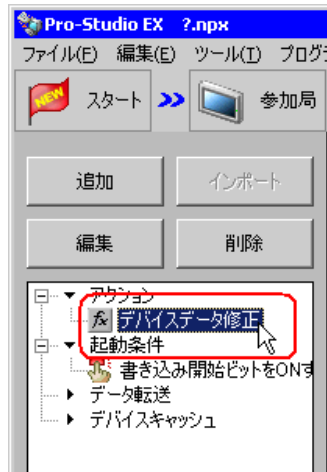 Pro-Studio EX ?.npx
ファイル(F) 編集(E) ツール(T) プログ
NEW スタート 参加局
追加 インポート
編集 削除
アクション
fx デバイスデータ修正
起動条件
書き込み開始ビットをONす
データ転送
デバイスキャッシュ